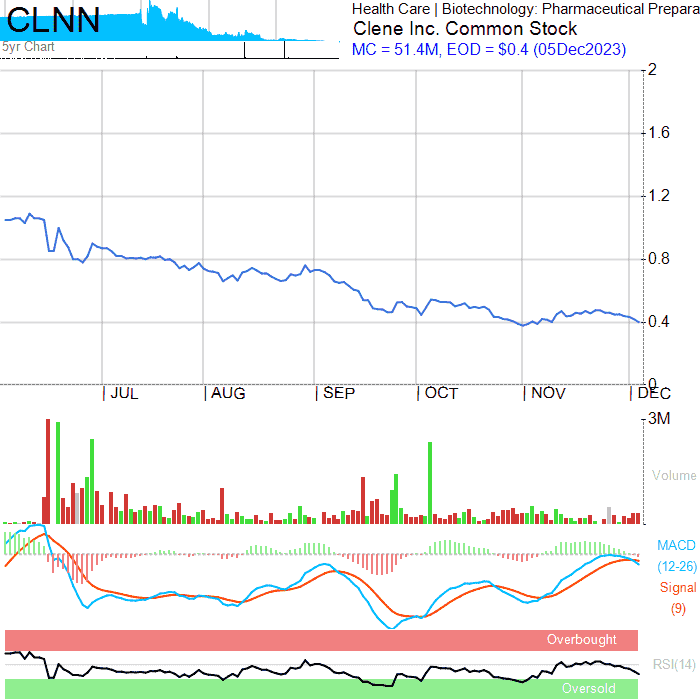 CLNN
5yr Chart
Health Care | Biotechnology: Pharmaceutical Prepara
Clene Inc. Common Stock
MC = 51.4M, EOD = $0.4 (05Dec2023)
2
1.6
1.2
0.8
0.4
0
JUL AUG SEP OCT NOV DEC
3M
Volume
MACD
(12-26)
Signal
(9)
Overbought
RSI(14)
Oversold